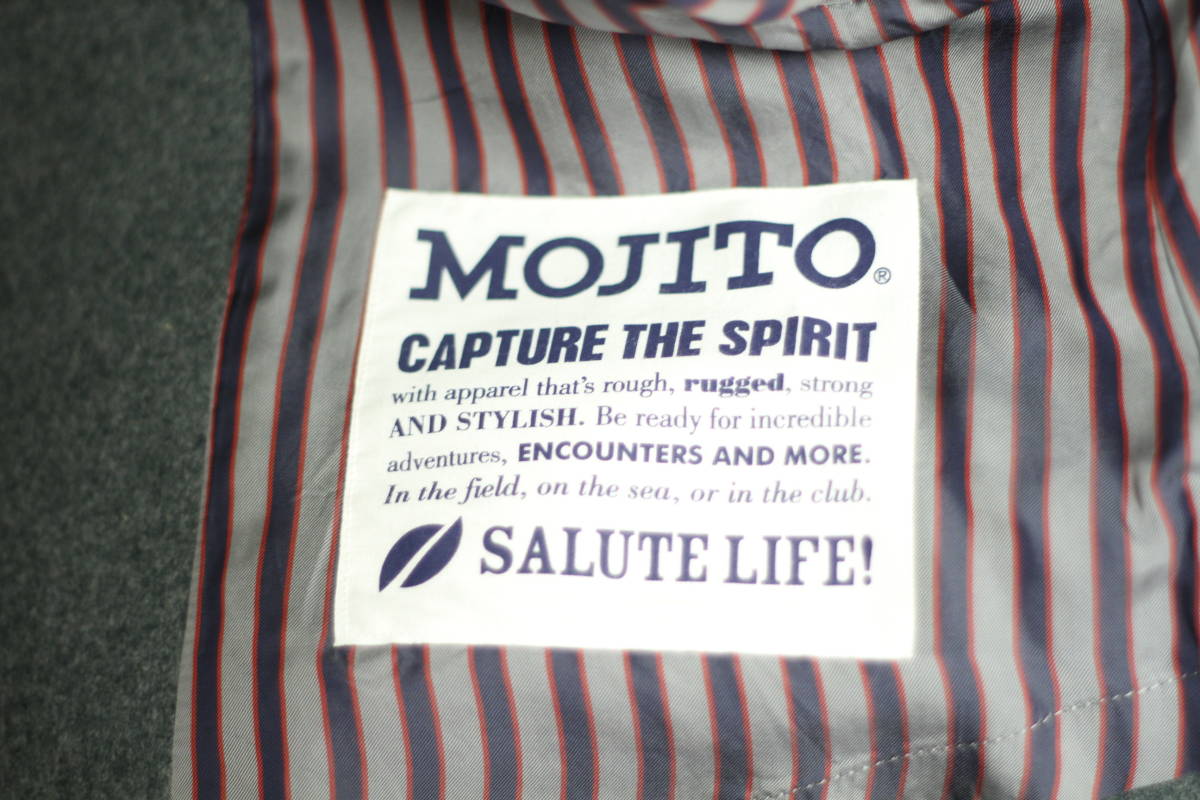 MOJITO®
CAPTURE THE SPIRIT
with apparel that's rough, rugged, strong
AND STYLISH. Be ready for incredible
adventures, ENCOUNTERS AND MORE.
In the field, on the sea, or in the club.
SALUTE LIFE!